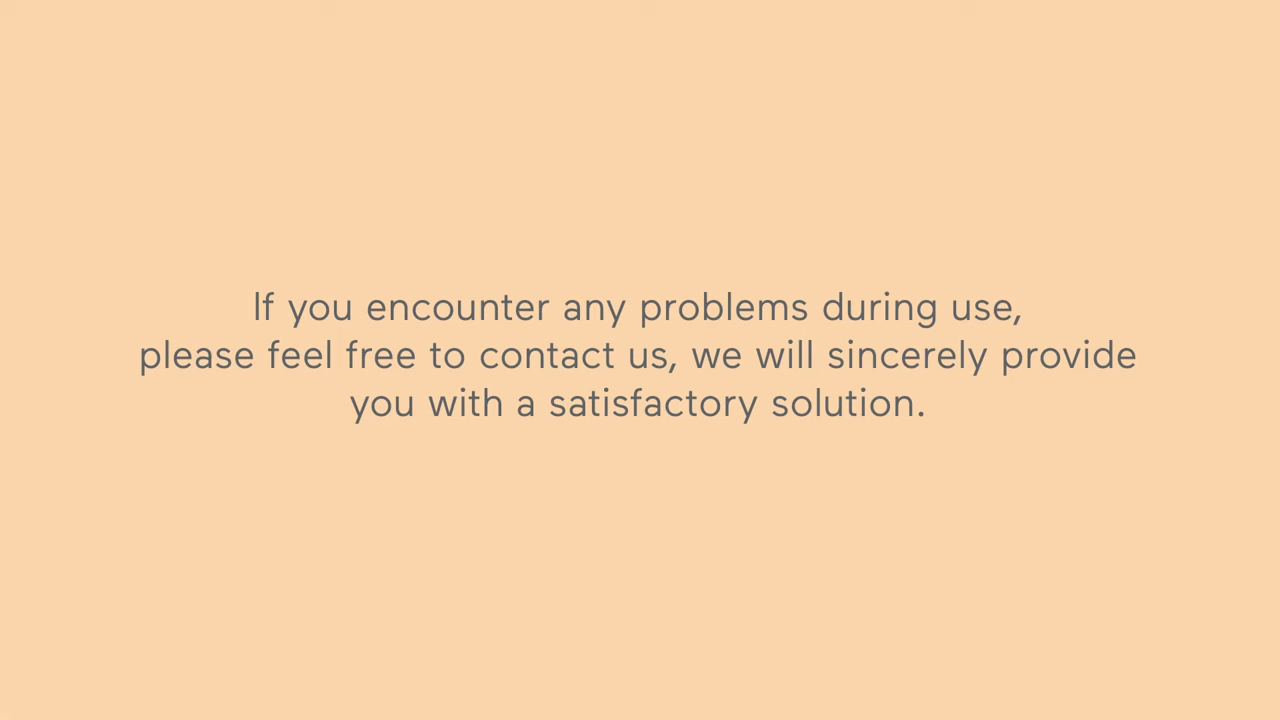 If you encounter any problems during use,
please feel free to contact us, we will sincerely provide
you with a satisfactory solution.